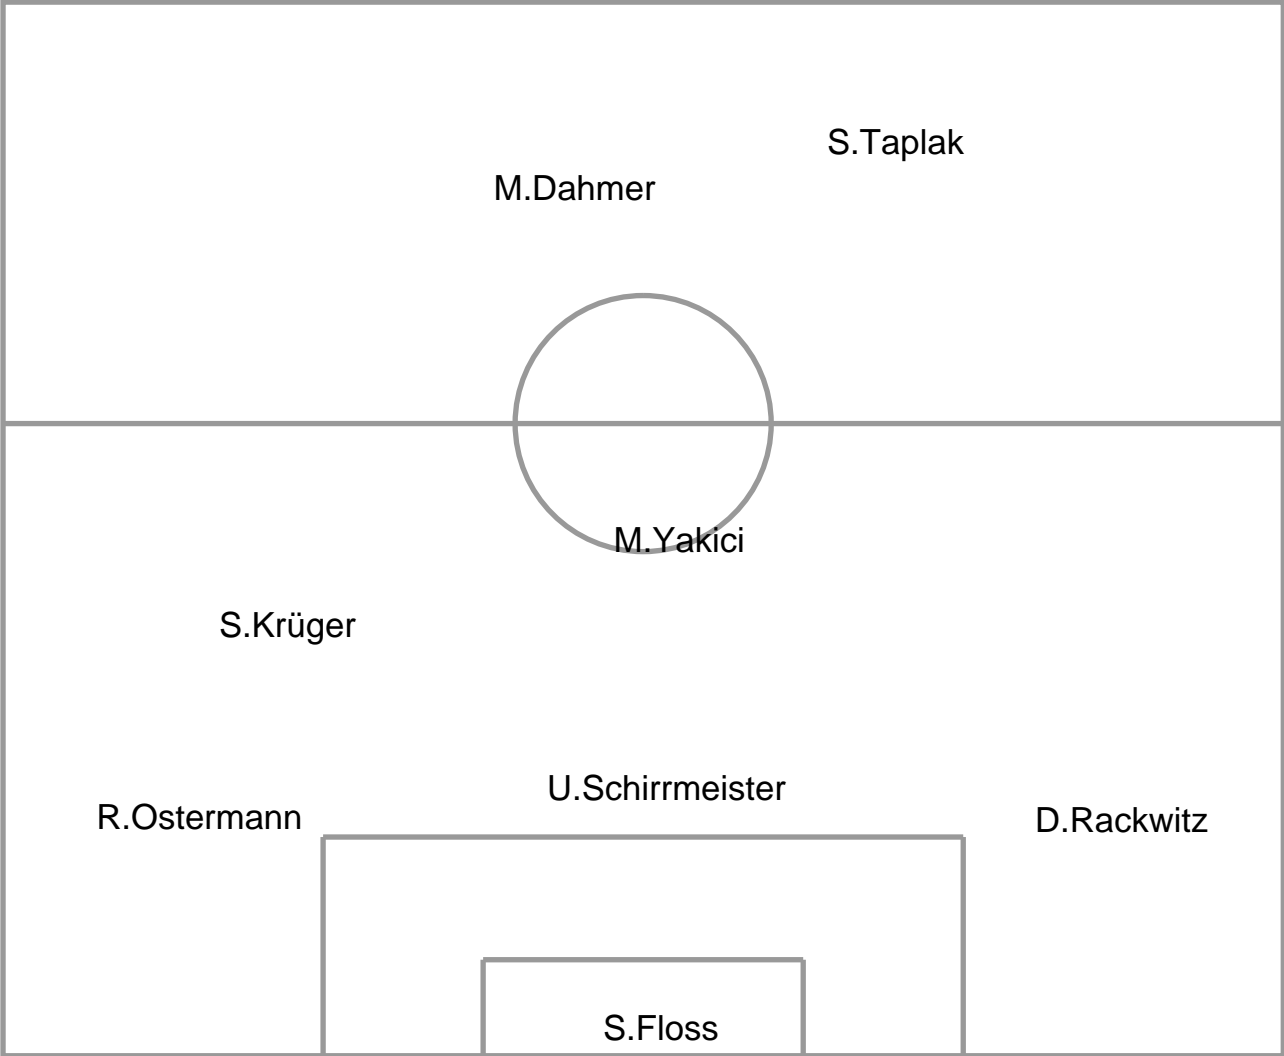 S.Taplak
M.Dahmer
M.Yakici
S.Krüger
U.Schirrmeister
R.Ostermann
D.Rackwitz
S.Floss